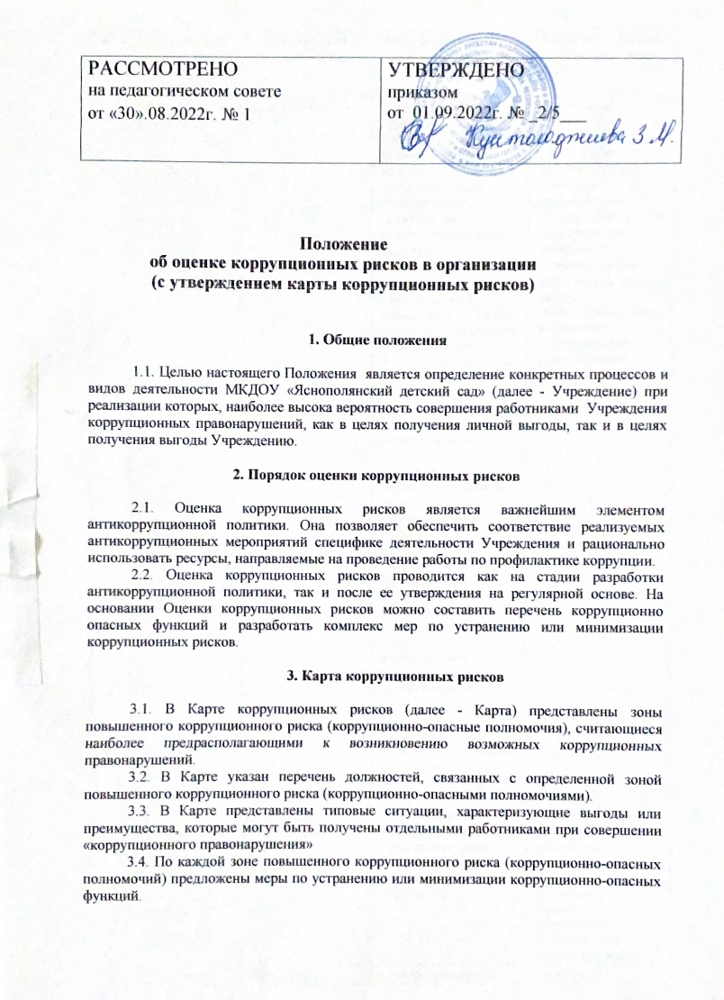 РАССМОТРЕНО
на педагогическом совете
от «30».08.2022г. № 1
УТВЕРЖДЕНО
приказом
от 01.09.2022г. № _2/5___
З. М.
Положение
об оценке коррупционных рисков в организации
(с утверждением карты коррупционных рисков)
1. Общие положения
1.1. Целью настоящего Положения является определение конкретных процессов и
видов деятельности МКДОУ «Яснополянский детский сад» (далее - Учреждение) при
реализации которых, наиболее высока вероятность совершения работниками Учреждения
коррупционных правонарушений, как в целях получения личной выгоды, так и в целях
получения выгоды Учреждению.
2. Порядок оценки коррупционных рисков
2.1. Оценка коррупционных рисков является важнейшим элементом
антикоррупционной политики. Она позволяет обеспечить соответствие реализуемых
антикоррупционных мероприятий специфике деятельности Учреждения и рационально
использовать ресурсы, направляемые на проведение работы по профилактике коррупции.
2.2. Оценка коррупционных рисков проводится как на стадии разработки
антикоррупционной политики, так и после ее утверждения на регулярной основе. На
основании Оценки коррупционных рисков можно составить перечень коррупционно
опасных функций и разработать комплекс мер по устранению или минимизации
коррупционных рисков.
3. Карта коррупционных рисков
3.1. В Карте коррупционных рисков (далее - Карта) представлены зоны
повышенного коррупционного риска (коррупционно-опасные полномочия), считающиеся
наиболее предрасполагающими к возникновению возможных коррупционных
правонарушений.
3.2. В Карте указан перечень должностей, связанных с определенной зоной
повышенного коррупционного риска (коррупционно-опасными полномочиями).
3.3. В Карте представлены типовые ситуации, характеризующие выгоды или
преимущества, которые могут быть получены отдельными работниками при совершении
«коррупционного правонарушения»
3.4. По каждой зоне повышенного коррупционного риска (коррупционно-опасных
полномочий) предложены меры по устранению или минимизации коррупционно-опасных
функций.